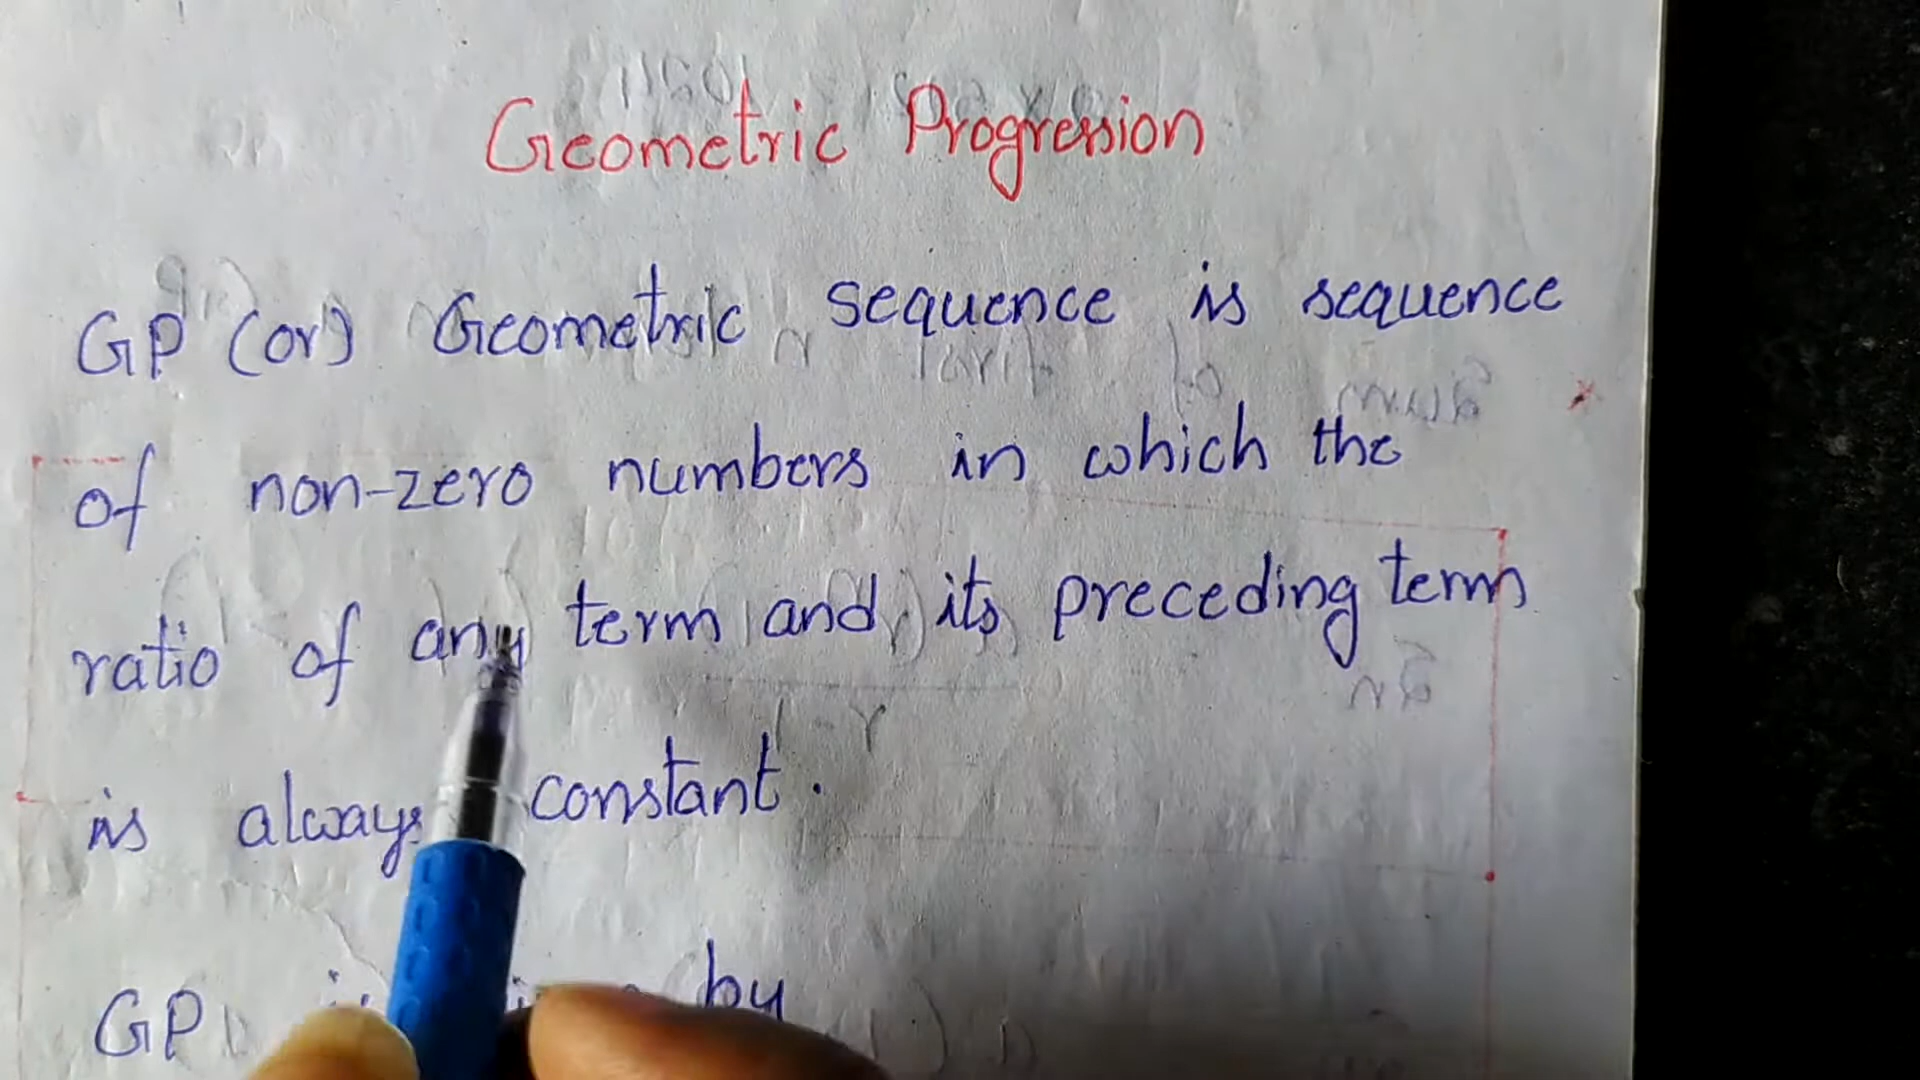 Geometric Progression
GP (or) Geometric sequence is sequence
of non-zero numbers in which the
ratio of any term and its preceding term
is always constant.
GP by